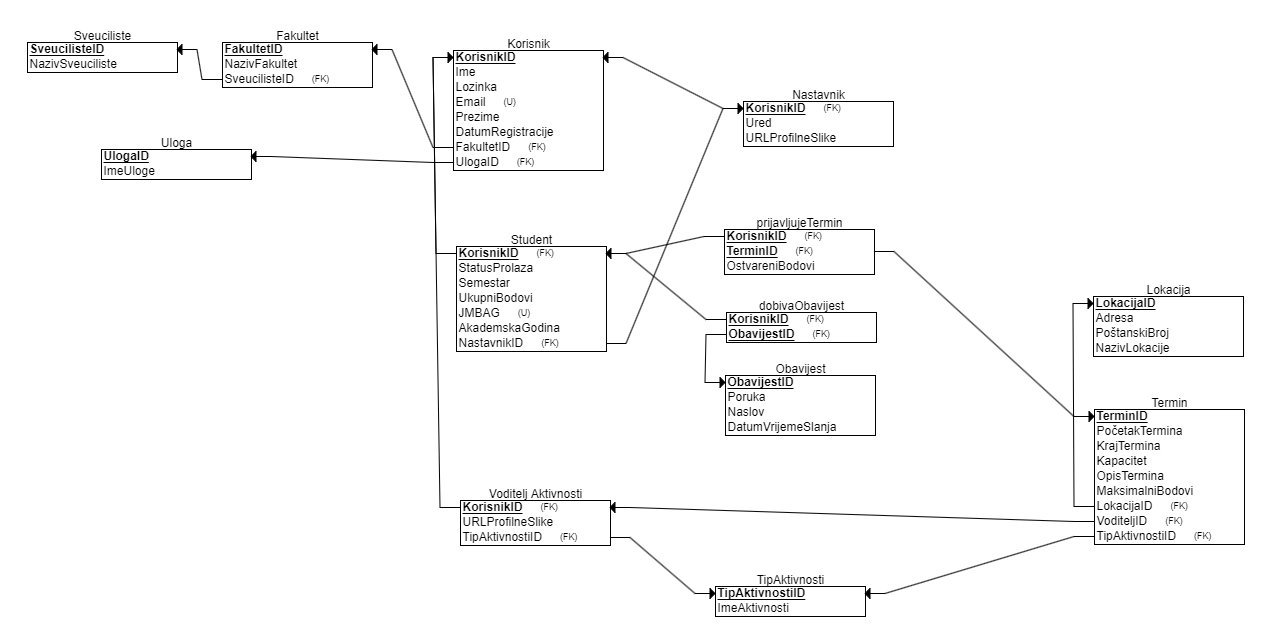 Sveuciliste
SveucilisteID
NazivSveuciliste
Fakultet
FakultetID
NazivFakultet
SveucilisteID (FK)
Uloga
UlogaID
ImeUloge
Korisnik
KorisnikID
Ime
Lozinka
Email (U)
Prezime
DatumRegistracije
FakultetID (FK)
UlogaID (FK)
Nastavnik
KorisnikID (FK)
Ured
URLProfilneSlike
Student
KorisnikID (FK)
StatusProlaza
Semestar
UkupniBodovi
JMBAG (U)
AkademskaGodina
NastavnikID (FK)
prijavljujeTermin
KorisnikID (FK)
TerminID (FK)
OstvareniBodovi
dobivaObavijest
KorisnikID (FK)
ObavijestID (FK)
Obavijest
ObavijestID
Poruka
Naslov
DatumVrijemeSlanja
Lokacija
LokacijaID
Adresa
PoštanskiBroj
NazivLokacije
Termin
TerminID
PočetakTermina
KrajTermina
Kapacitet
OpisTermina
MaksimalniBodovi
LokacijaID (FK)
VoditeljID (FK)
TipAktivnostiID (FK)
Voditelj Aktivnosti
KorisnikID (FK)
URLProfilneSlike
TipAktivnostiID (FK)
TipAktivnosti
TipAktivnostiID
ImeAktivnosti